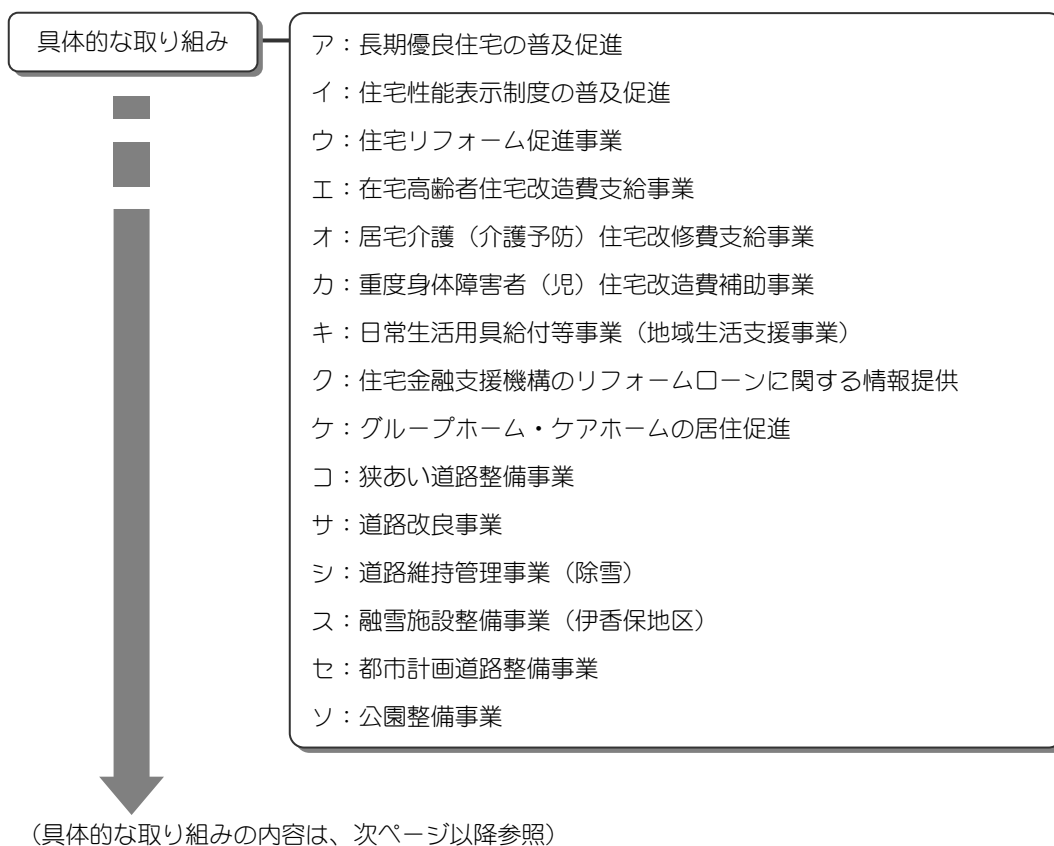 具体的な取り組み
ア：長期優良住宅の普及促進
イ：住宅性能表示制度の普及促進
ウ：住宅リフォーム促進事業
エ：在宅高齢者住宅改造費支給事業
オ：居宅介護（介護予防）住宅改修費支給事業
カ：重度身体障害者（児）住宅改造費補助事業
キ：日常生活用具給付等事業（地域生活支援事業）
ク：住宅金融支援機構のリフォームローンに関する情報提供
ケ：グループホーム・ケアホームの居住促進
コ：狭あい道路整備事業
サ：道路改良事業
シ：道路維持管理事業（除雪）
ス：融雪施設整備事業（伊香保地区）
セ：都市計画道路整備事業
ソ：公園整備事業
（具体的な取り組みの内容は、次ページ以降参照）